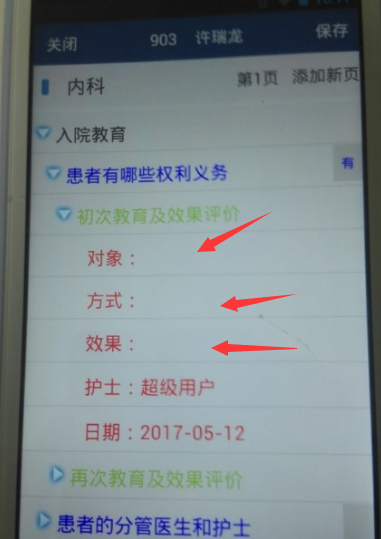 关闭 903 许瑞龙 保存
内科 第1页 添加新页
入院教育
患者有哪些权利义务 有
初次教育及效果评价
对象：
方式：
效果：
护士：超级用户
日期：2017-05-12
再次教育及效果评价
患者的分管医生和护士